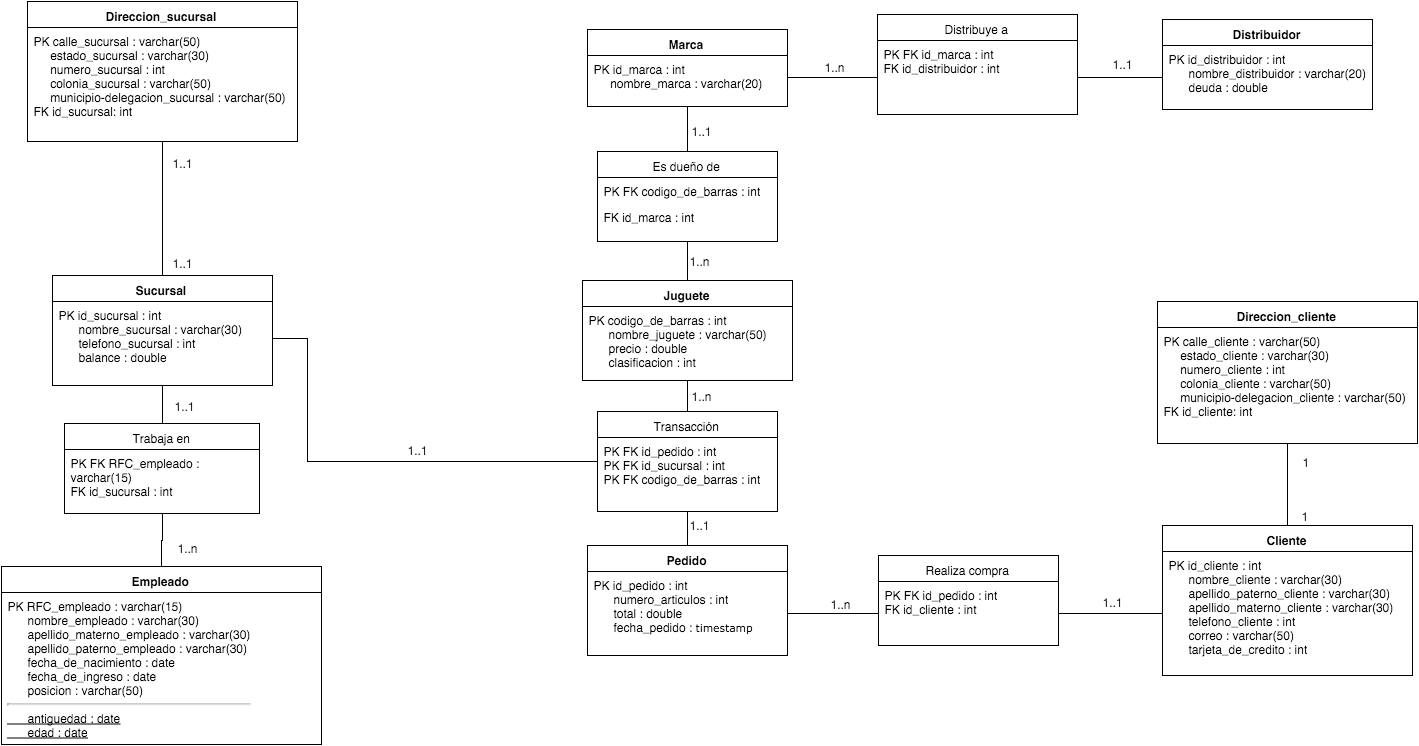 Direccion_sucursal
PK calle_sucursal : varchar(50)
estado_sucursal : varchar(30)
numero_sucursal : int
colonia_sucursal : varchar(50)
municipio-delegacion_sucursal : varchar(50)
FK id_sucursal: int
1..1
1..1
Sucursal
PK id_sucursal : int
nombre_sucursal : varchar(30)
telefono_sucursal : int
balance : double
1..1
Trabaja en
PK FK RFC_empleado :
varchar(15)
FK id_sucursal : int
1..n
Empleado
PK RFC_empleado : varchar(15)
nombre_empleado : varchar(30)
apellido_materno_empleado : varchar(30)
apellido_paterno_empleado : varchar(30)
fecha_de_nacimiento : date
fecha_de_ingreso : date
posicion : varchar(50)
antiguedad : date
edad : date
1..1
Marca
PK id_marca : int
nombre_marca : varchar(20)
1..n
Distribuye a
PK FK id_marca : int
FK id_distribuidor : int
1..1
Distribuidor
PK id_distribuidor : int
nombre_distribuidor : varchar(20)
deuda : double
1..1
Es dueño de
PK FK codigo_de_barras : int
FK id_marca : int
1..n
Juguete
PK codigo_de_barras : int
nombre_juguete : varchar(50)
precio : double
clasificacion : int
1..n
Transacción
PK FK id_pedido : int
PK FK id_sucursal : int
PK FK codigo_de_barras : int
1..1
Pedido
PK id_pedido : int
numero_articulos : int
total : double
fecha_pedido : timestamp
1..n
Realiza compra
PK FK id_pedido : int
FK id_cliente : int
1..1
Direccion_cliente
PK calle_cliente : varchar(50)
estado_cliente : varchar(30)
numero_cliente : int
colonia_cliente : varchar(50)
municipio-delegacion_cliente : varchar(50)
FK id_cliente: int
1
1
Cliente
PK id_cliente : int
nombre_cliente : varchar(30)
apellido_paterno_cliente : varchar(30)
apellido_materno_cliente : varchar(30)
telefono_cliente : int
correo : varchar(50)
tarjeta_de_credito : int